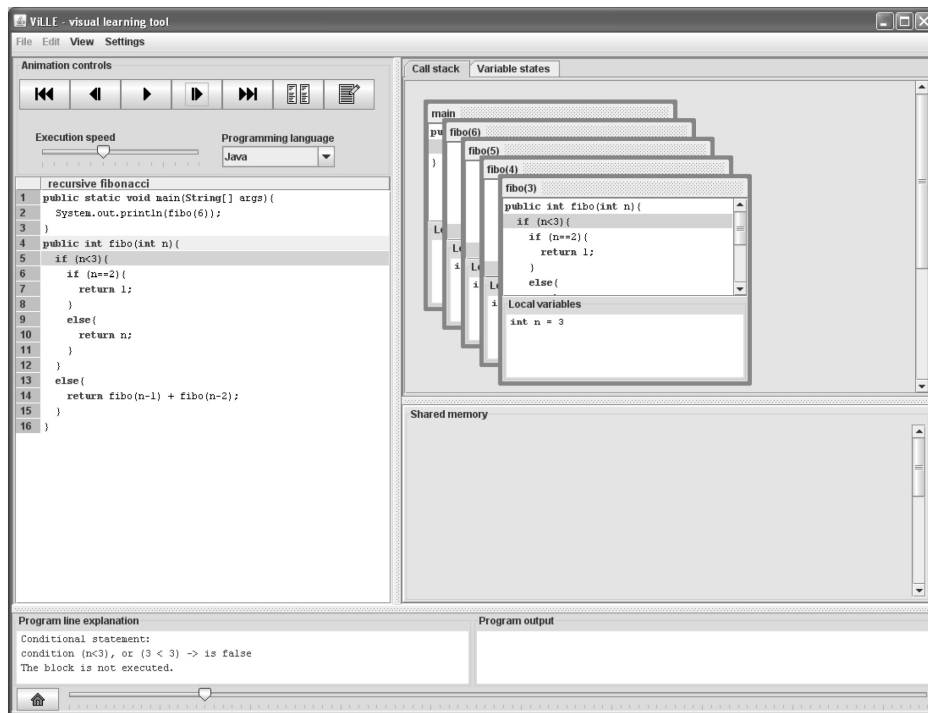 ViLLE - visual learning tool
File Edit View Settings
Animation controls
Execution speed
Programming language
Java
recursive fibonacci
1 public static void main(String[] args){
2 System.out.println(fibo(6));
3 }
4 public int fibo(int n){
5 if (n<3){
6 if (n==2){
7 return 1;
8 }
9 else{
10 return n;
11 }
12 }
13 else{
14 return fibo(n-1) + fibo(n-2);
15 }
16 }
Call stack Variable states
main
pu
}
Lo
fibo(6)
Lo
i
fibo(5)
Lo
i
fibo(4)
Lo
i
fibo(3)
public int fibo(int n){
if (n<3){
if (n==2){
return 1;
}
else{
Local variables
int n = 3
Shared memory
Program line explanation
Conditional statement:
condition (n<3), or (3 < 3) -> is false
The block is not executed.
Program output